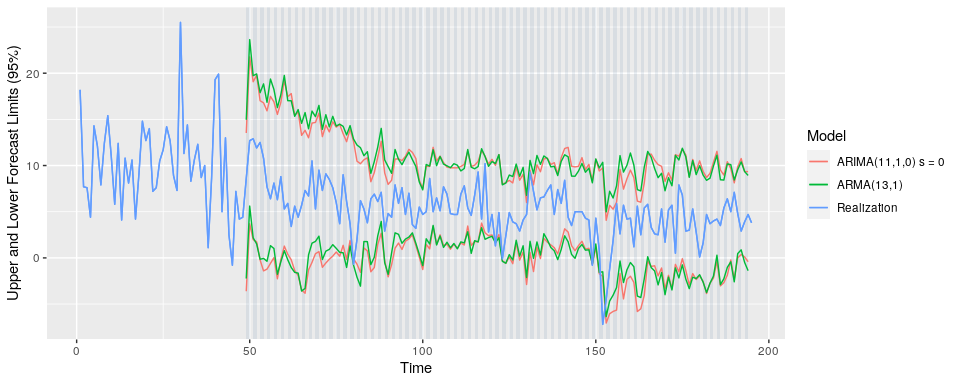 Upper and Lower Forecast Limits (95%)
20
10
0
0
50
100
150
200
Time
Model
ARIMA(11,1,0) s = 0
ARMA(13,1)
Realization